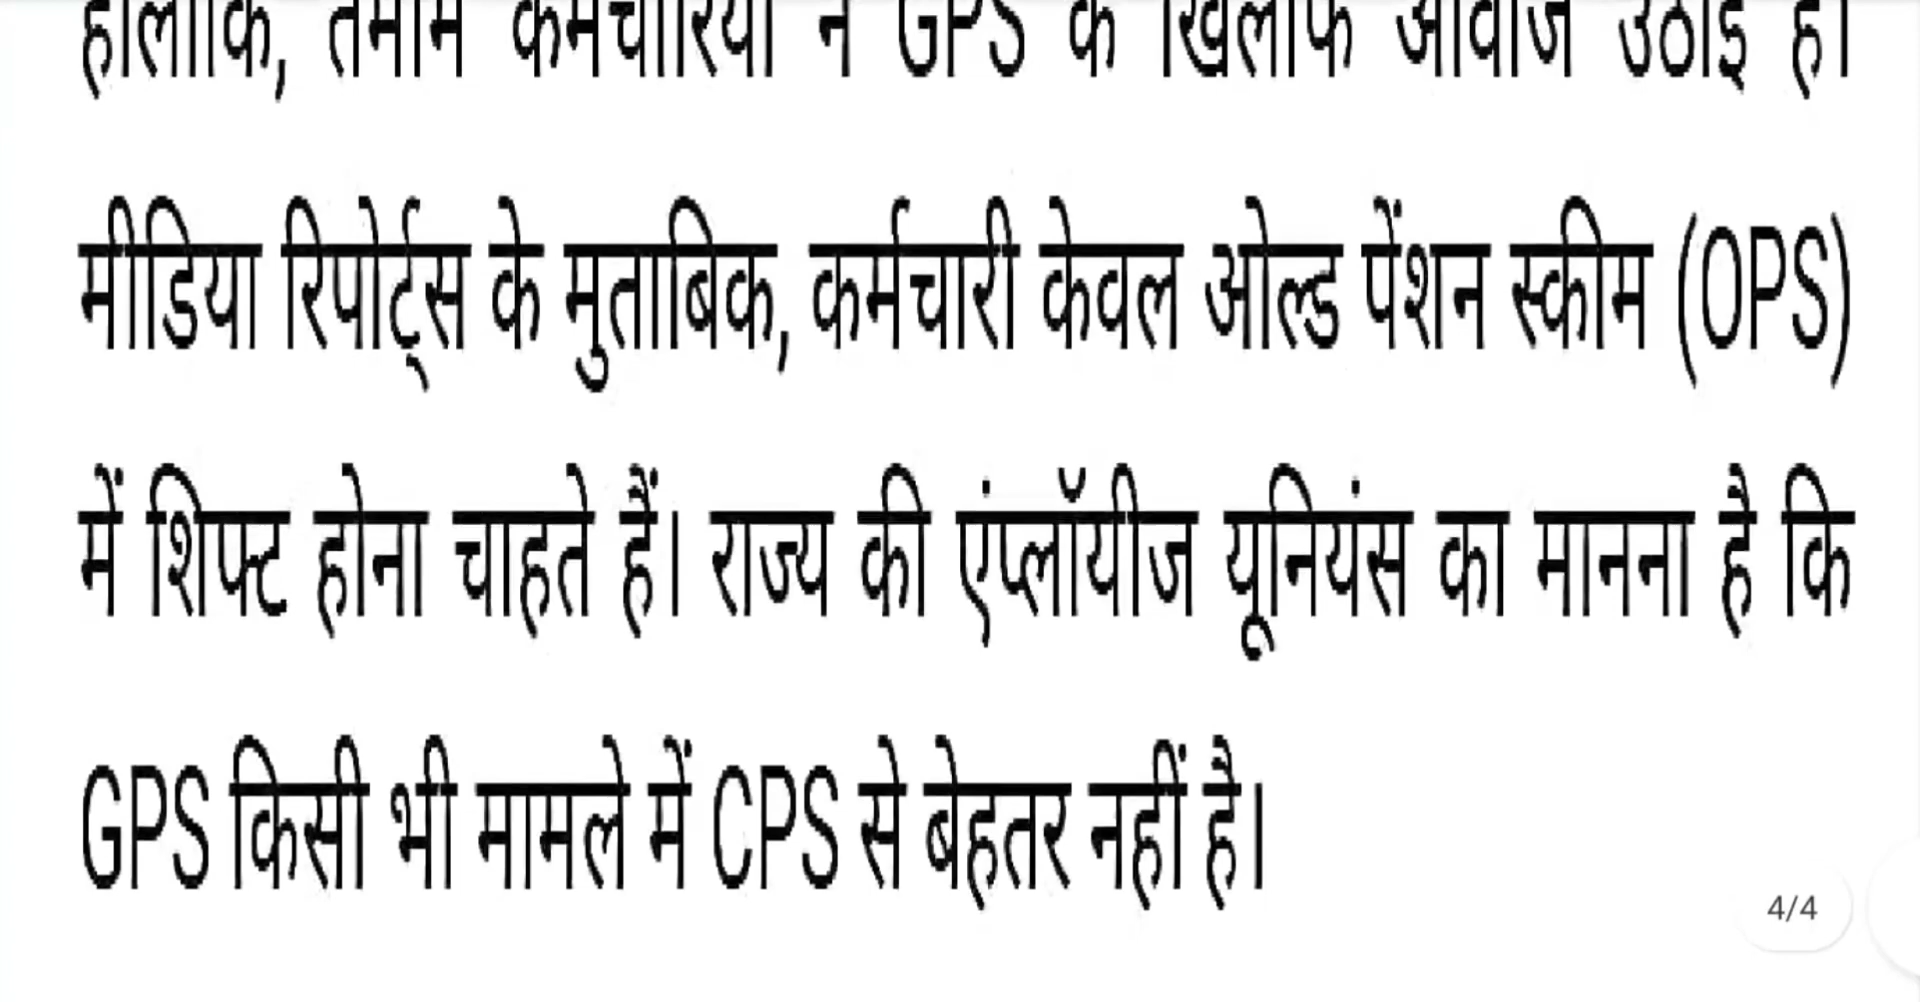 हालांकि, तमाम कर्मचारियों ने GPS के खिलाफ आवाज उठाई है।
मीडिया रिपोर्ट्स के मुताबिक, कर्मचारी केवल ओल्ड पेंशन स्कीम (OPS)
में शिफ्ट होना चाहते हैं। राज्य की एंप्लॉयीज यूनियंस का मानना है कि
GPS किसी भी मामले में CPS से बेहतर नहीं है।
4/4